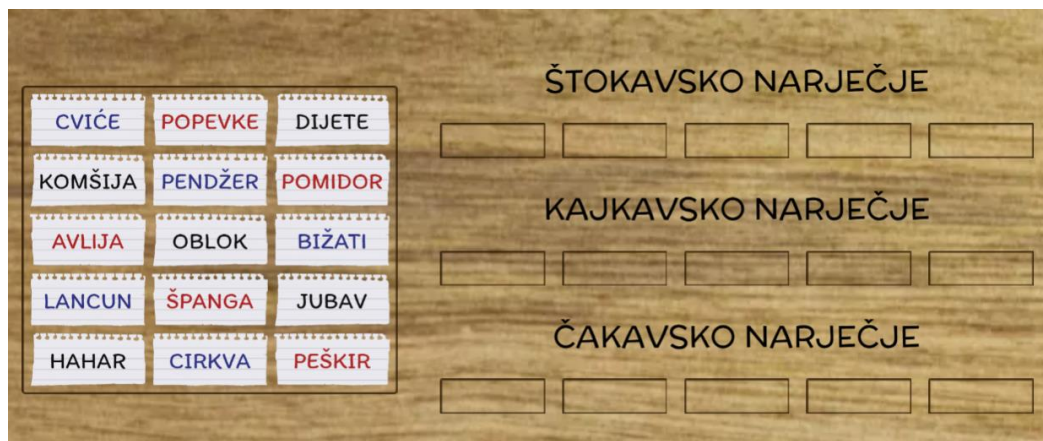 ŠTOKAVSKO NARJEČJE
CVIĆE POPEVKE DIJETE
KOMŠIJA PENDŽER POMIDOR
KAJKAVSKO NARJEČJE
AVLIJA OBLOK BIŽATI
LANCUN ŠPANGA JUBAV
ČAKAVSKO NARJEČJE
HAHAR CIRKVA PEŠKIR